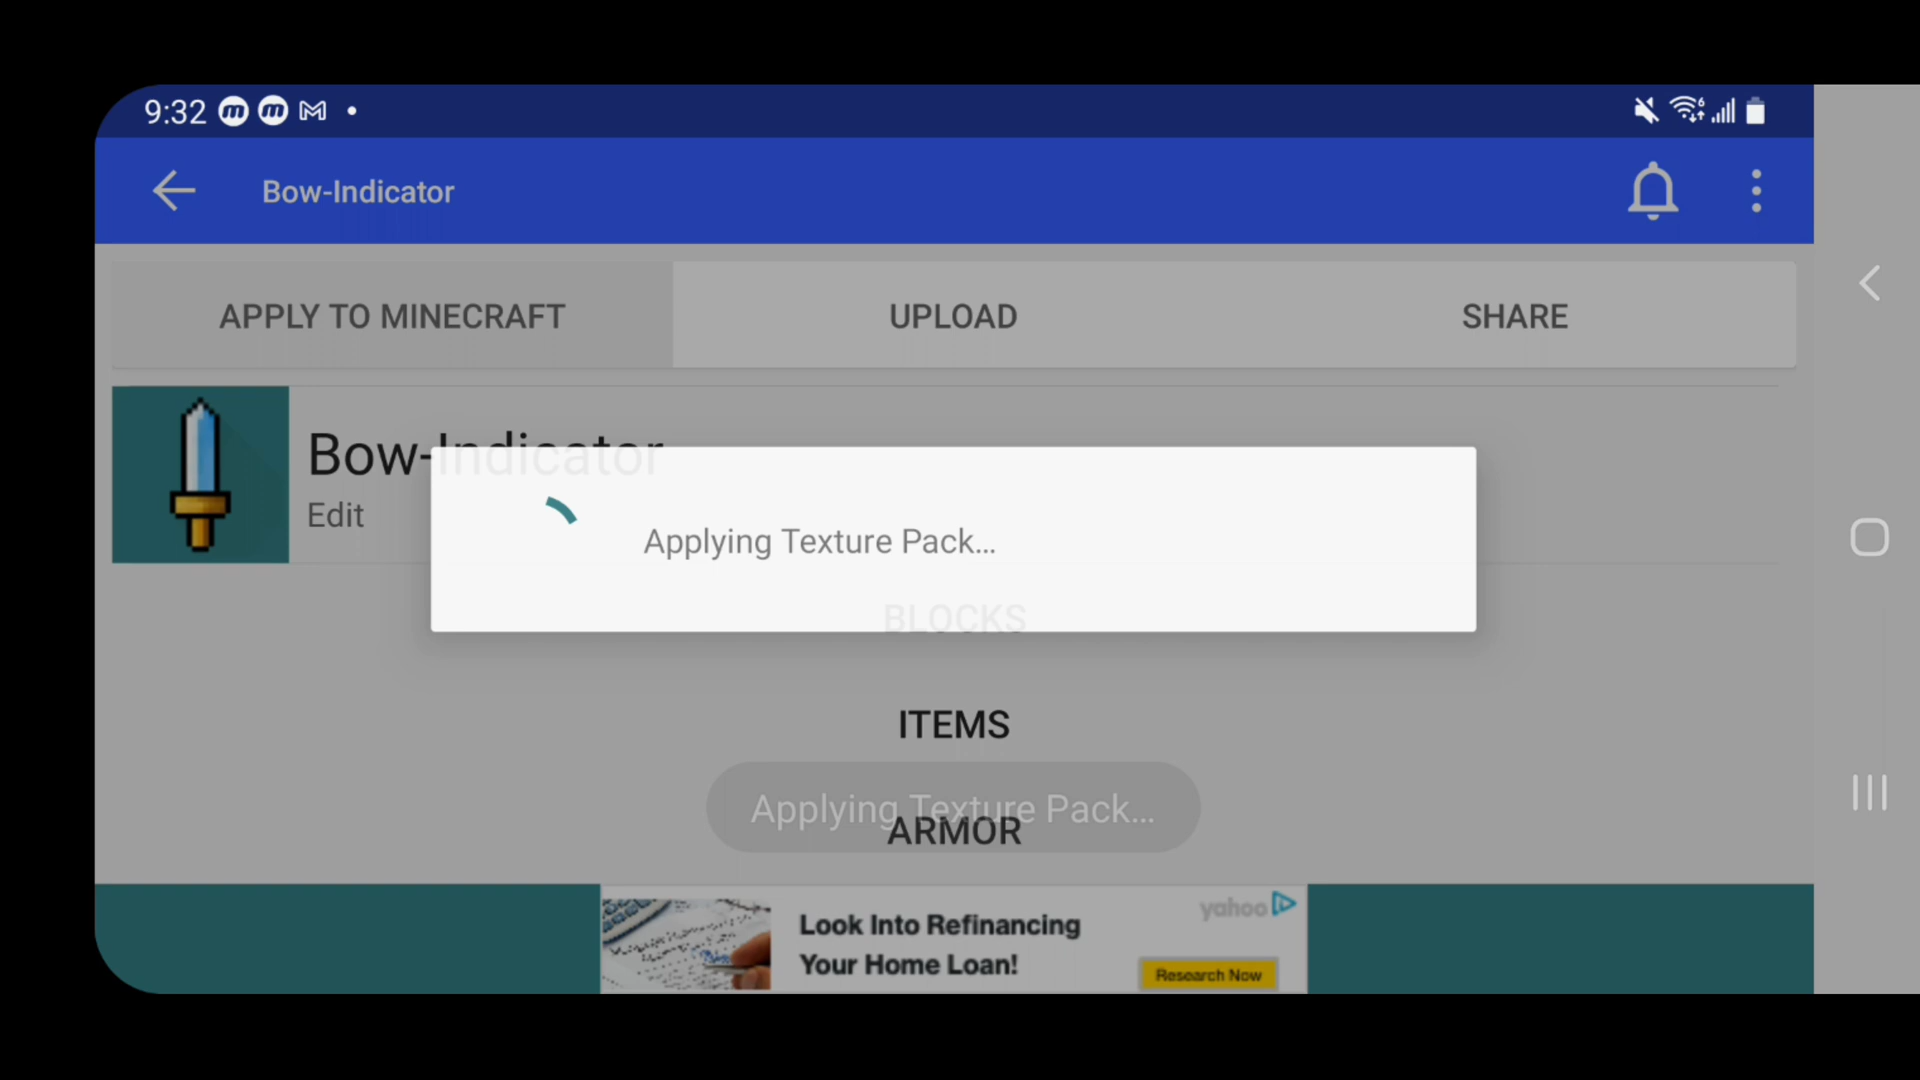 9:32
Bow-Indicator
APPLY TO MINECRAFT
UPLOAD
SHARE
Bow-Indicator
Edit
Applying Texture Pack...
BLOCKS
ITEMS
Applying Texture Pack...
ARMOR
yahoo
Look Into Refinancing
Your Home Loan!
Research Now